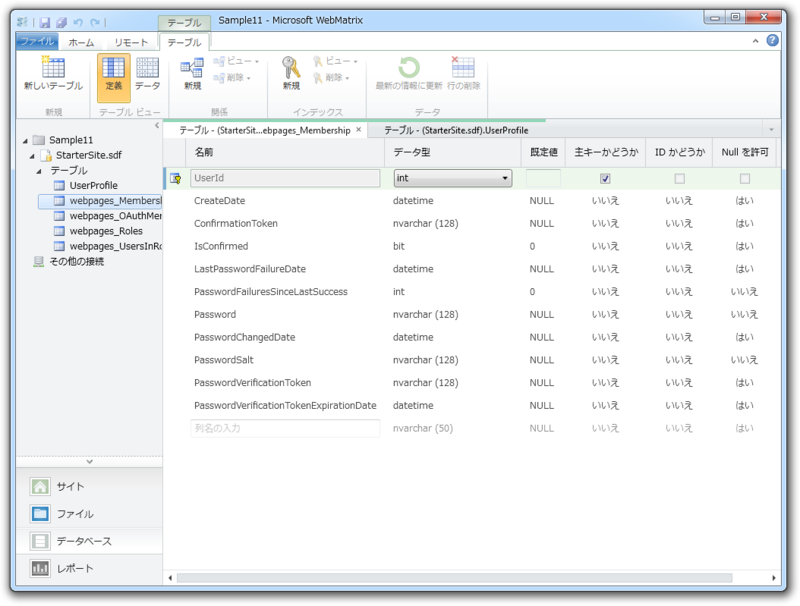 テーブル Sample11 - Microsoft WebMatrix
ファイル ホーム リモート テーブル
新しいテーブル 定義 データ 新規 ビュー 削除 新規 ビュー 削除 最新の情報に更新 行の削除
新規 テーブル ビュー 関係 インデックス データ
Sample11
StarterSite.sdf
テーブル
UserProfile
webpages_Membersh
webpages_OAuthMer
webpages_Roles
webpages_UsersInRo
その他の接続
サイト
ファイル
データベース
レポート
テーブル - (StarterSite...ebpages_Membership × テーブル - (StarterSite.sdf).UserProfile
名前 データ型 既定値 主キーかどうか ID かどうか Null を許可
UserId int
CreateDate datetime NULL いいえ いいえ はい
ConfirmationToken nvarchar (128) NULL いいえ いいえ はい
IsConfirmed bit 0 いいえ いいえ はい
LastPasswordFailureDate datetime NULL いいえ いいえ はい
PasswordFailuresSinceLastSuccess int 0 いいえ いいえ いいえ
Password nvarchar (128) NULL いいえ いいえ いいえ
PasswordChangedDate datetime NULL いいえ いいえ はい
PasswordSalt nvarchar (128) NULL いいえ いいえ いいえ
PasswordVerificationToken nvarchar (128) NULL いいえ いいえ はい
PasswordVerificationTokenExpirationDate datetime NULL いいえ いいえ はい
列名の入力 nvarchar (50) NULL いいえ いいえ はい